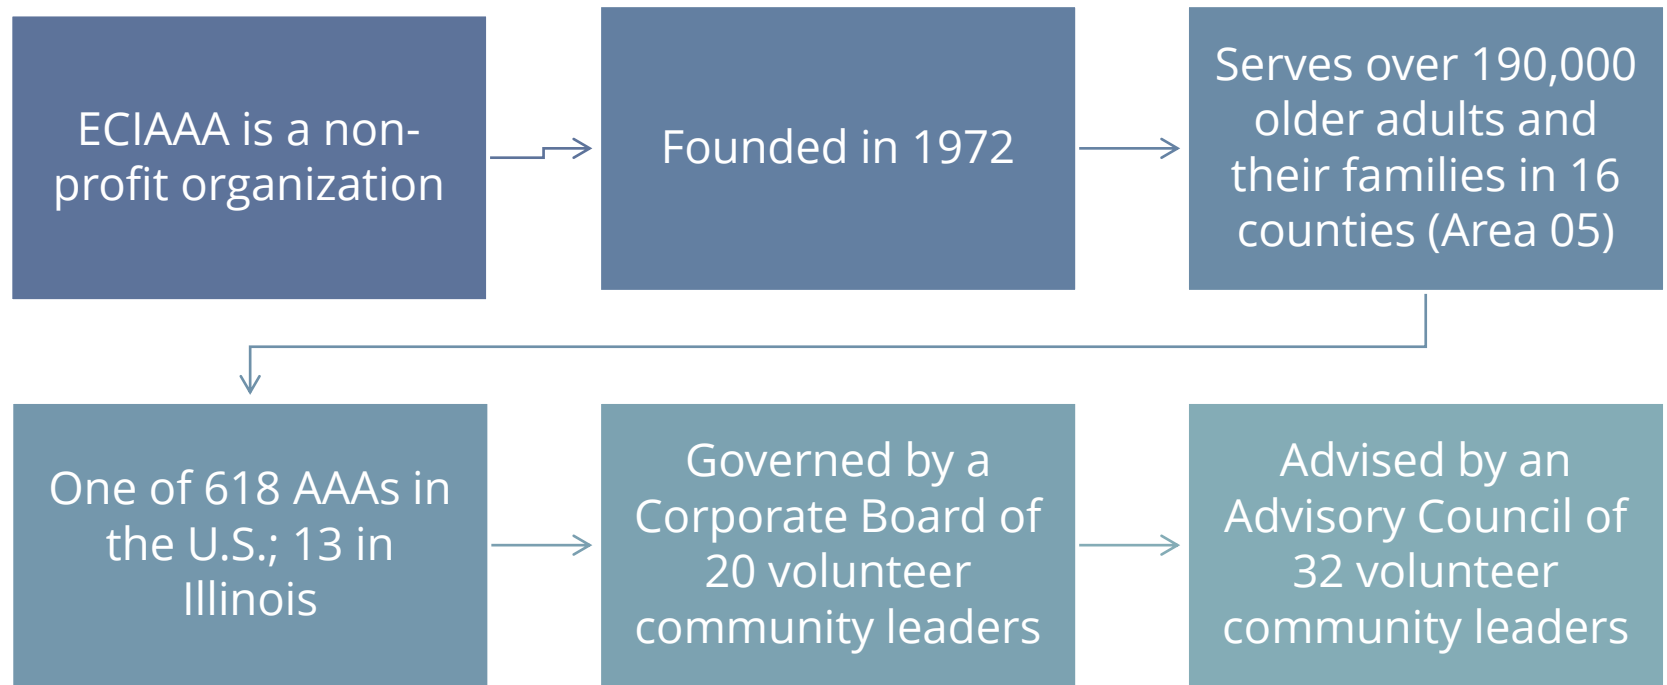 ECIAAA is a non-
profit organization
Founded in 1972
Serves over 190,000
older adults and
their families in 16
counties (Area 05)
One of 618 AAAs in
the U.S.; 13 in
Illinois
Governed by a
Corporate Board of
20 volunteer
community leaders
Advised by an
Advisory Council of
32 volunteer
community leaders